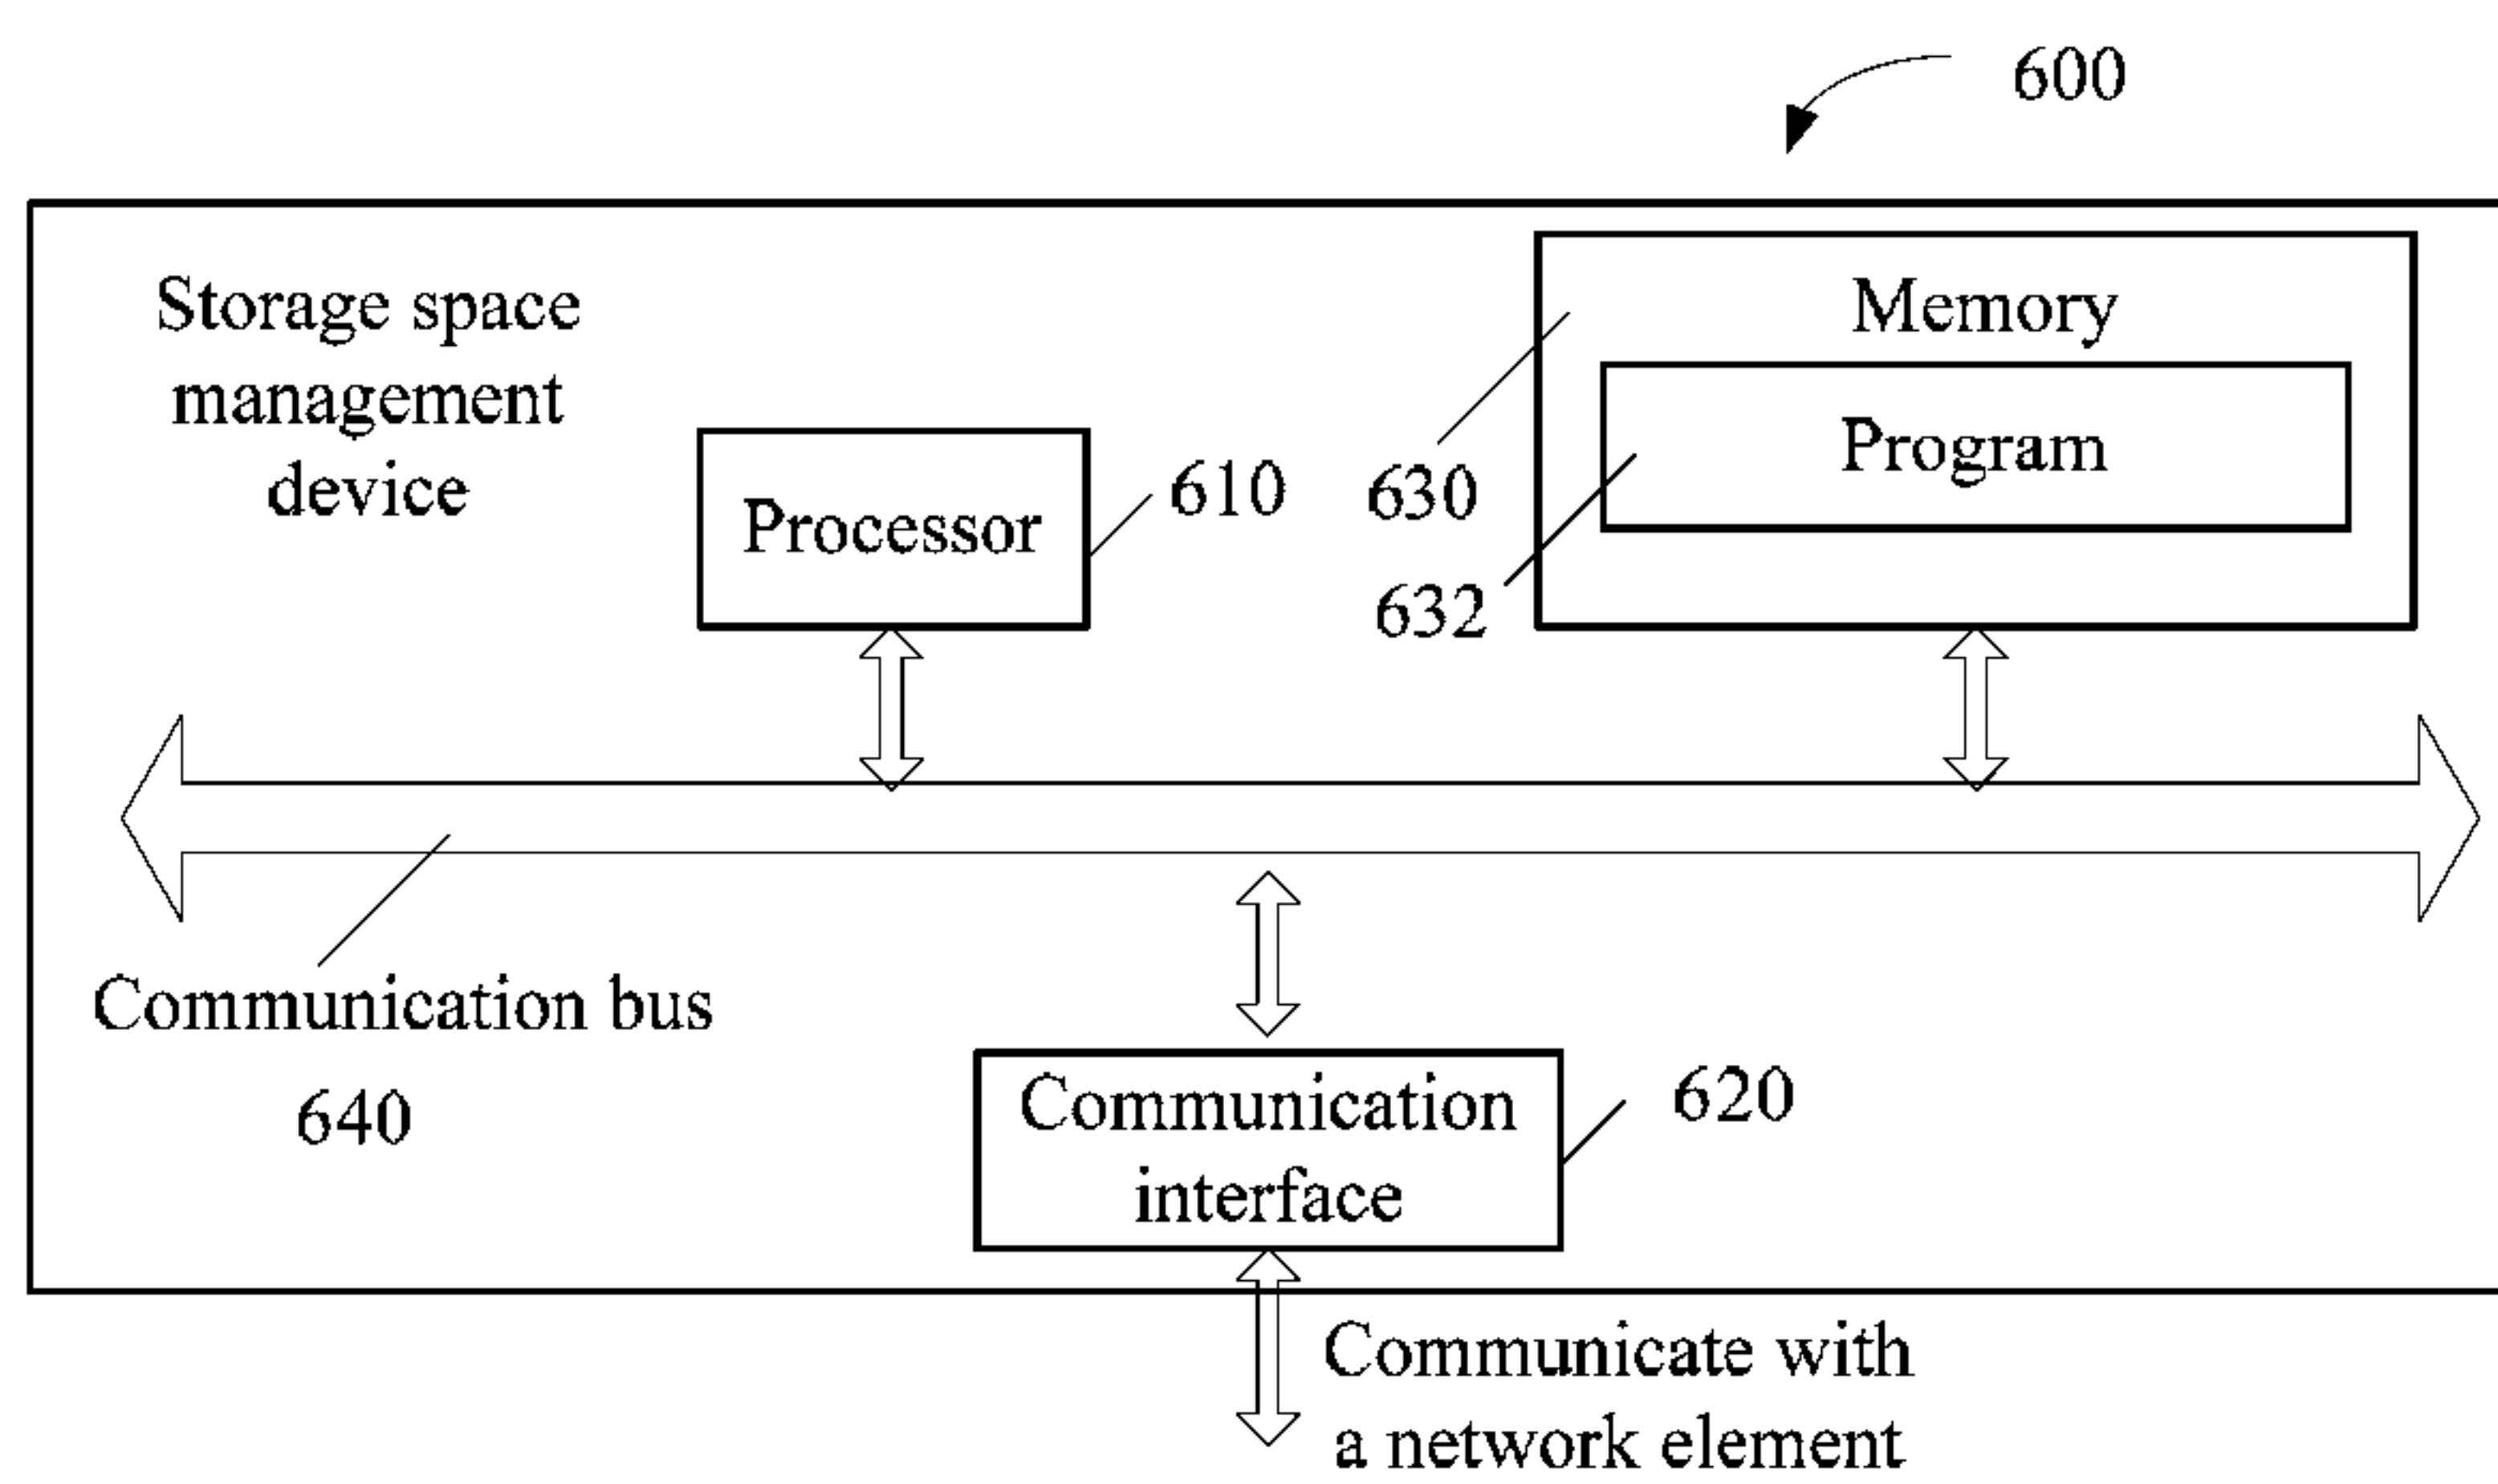 600
Storage space
management
device
Memory
Program
Processor
610
630
632
Communication bus
640
Communication
interface
620
Communicate with
a network element